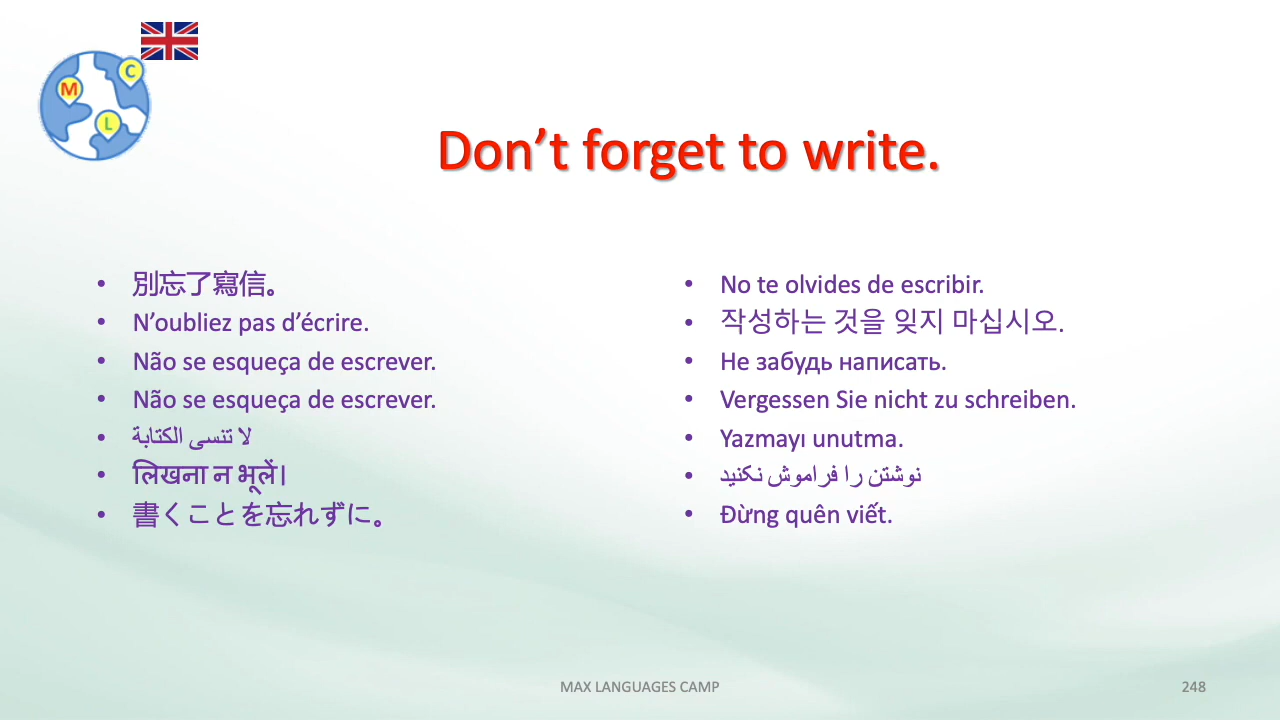 M
C
L
Don’t forget to write.
• 別忘了寫信。
• N’oubliez pas d’écrire.
• Não se esqueça de escrever.
• Não se esqueça de escrever.
• لا تنسى الكتابة
• लिखना न भूलें।
• 書くことを忘れずに。
• No te olvides de escribir.
• 작성하는 것을 잊지 마십시오.
• Не забудь написать.
• Vergessen Sie nicht zu schreiben.
• Yazmayı unutma.
• نوشتن را فراموش نکنید
• Đừng quên viết.
MAX LANGUAGES CAMP
248